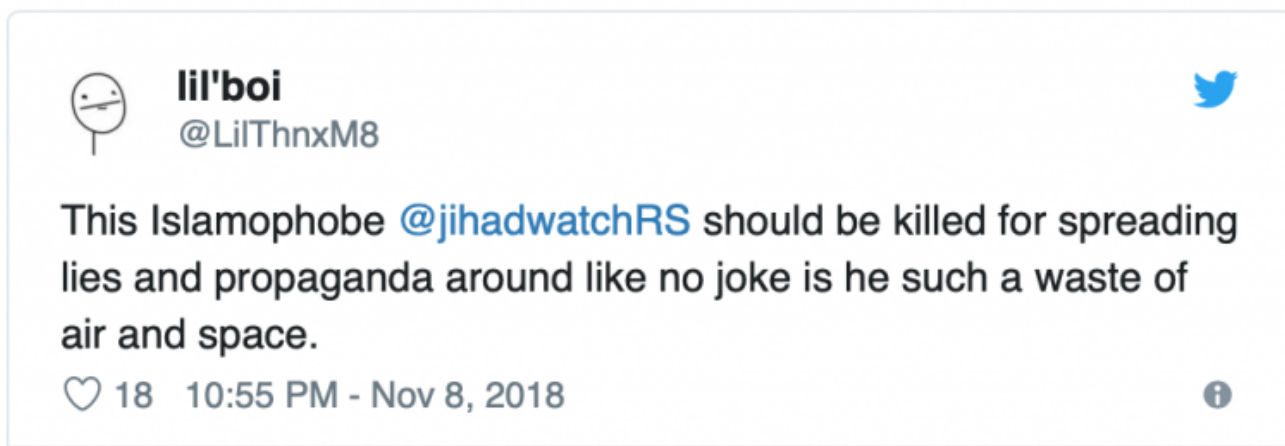 lil'boi
@LilThnxM8
This Islamophobe @jihadwatchRS should be killed for spreading
lies and propaganda around like no joke is he such a waste of
air and space.
18 10:55 PM - Nov 8, 2018